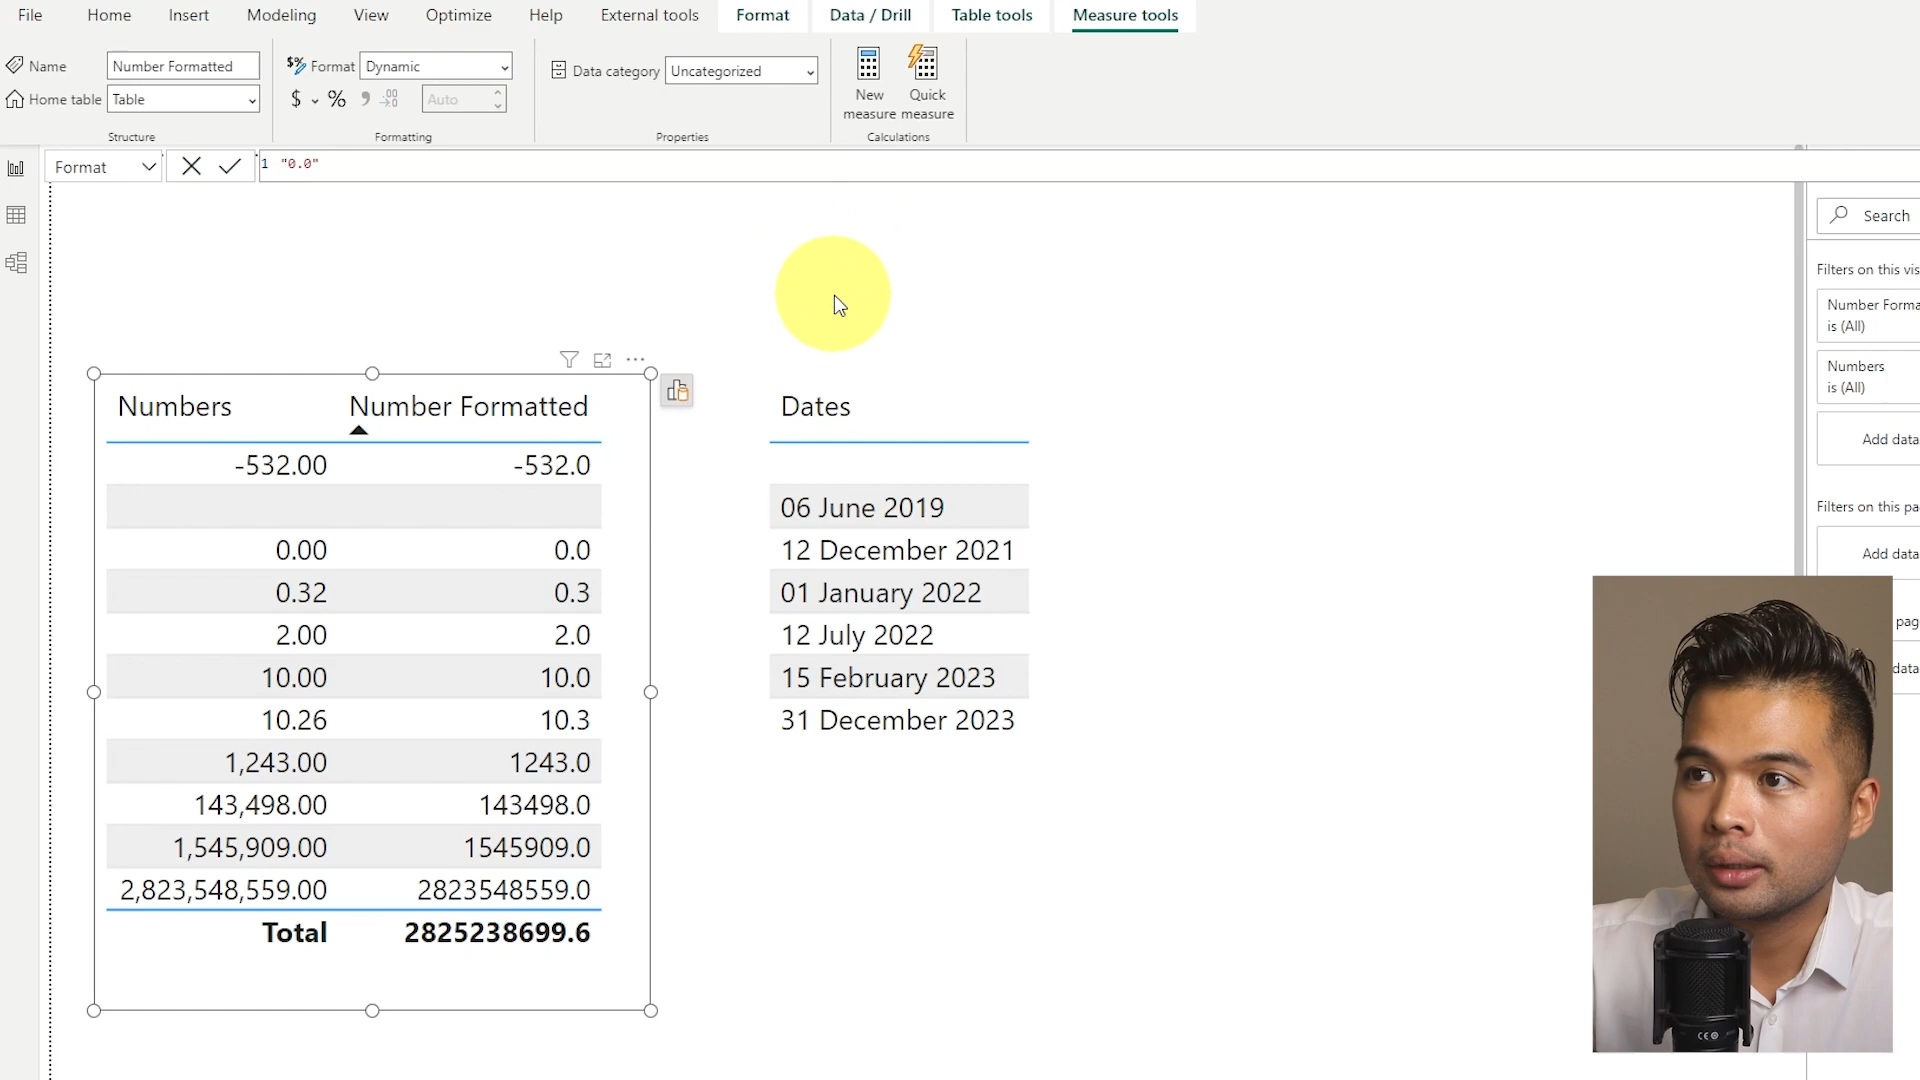 File Home Insert Modeling View Optimize Help External tools Format Data / Drill Table tools Measure tools
Name Number Formatted
Home table Table
Structure
Format Dynamic
$ % Auto
Formatting
Data category Uncategorized
Properties
New measure
Quick measure
Calculations
Format
1 "0.0"
Numbers Number Formatted
-532.00 -532.0
0.00 0.0
0.32 0.3
2.00 2.0
10.00 10.0
10.26 10.3
1,243.00 1243.0
143,498.00 143498.0
1,545,909.00 1545909.0
2,823,548,559.00 2823548559.0
Total 2825238699.6
Dates
06 June 2019
12 December 2021
01 January 2022
12 July 2022
15 February 2023
31 December 2023
Search
Filters on this vis
Number Forma
is (All)
Numbers
is (All)
Add data
Filters on this pa
Add data
pag
data